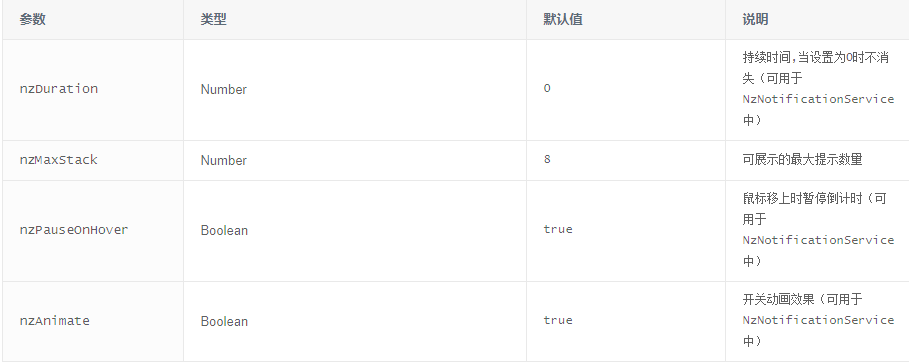 参数 类型 默认值 说明
nzDuration Number 0 持续时间,当设置为0时不消
失（可用于
NzNotificationService
中）
nzMaxStack Number 8 可展示的最大提示数量
nzPauseOnHover Boolean true 鼠标移上时暂停倒计时（可
用于
NzNotificationService
中）
nzAnimate Boolean true 开关动画效果（可用于
NzNotificationService
中）